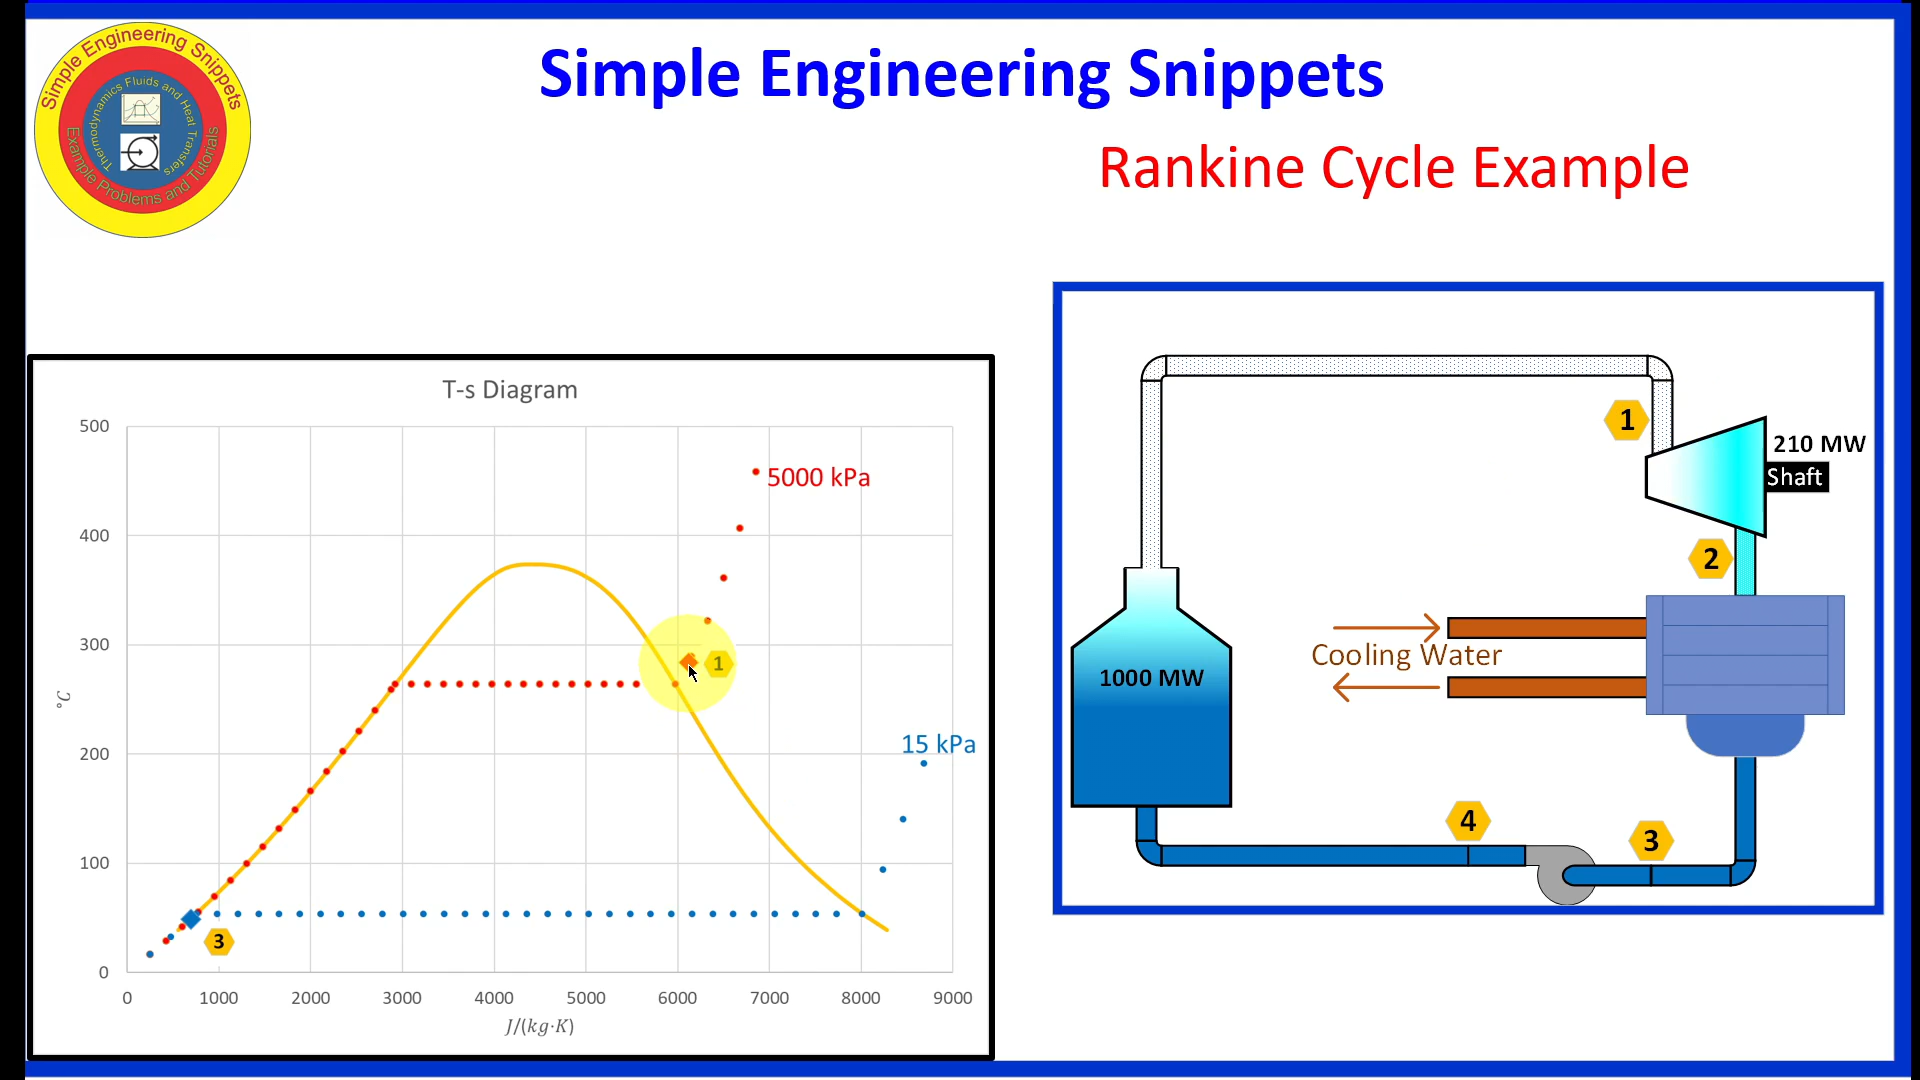 Simple Engineering Snippets
Thermodynamics Fluids and Heat Transfers
Example Problems and Tutorials
Simple Engineering Snippets
Rankine Cycle Example
T-s Diagram
500
400
300
200
100
0
°C
0 1000 2000 3000 4000 5000 6000 7000 8000 9000
J/(kg·K)
5000 kPa
15 kPa
1
3
1
210 MW
Shaft
2
Cooling Water
1000 MW
4
3